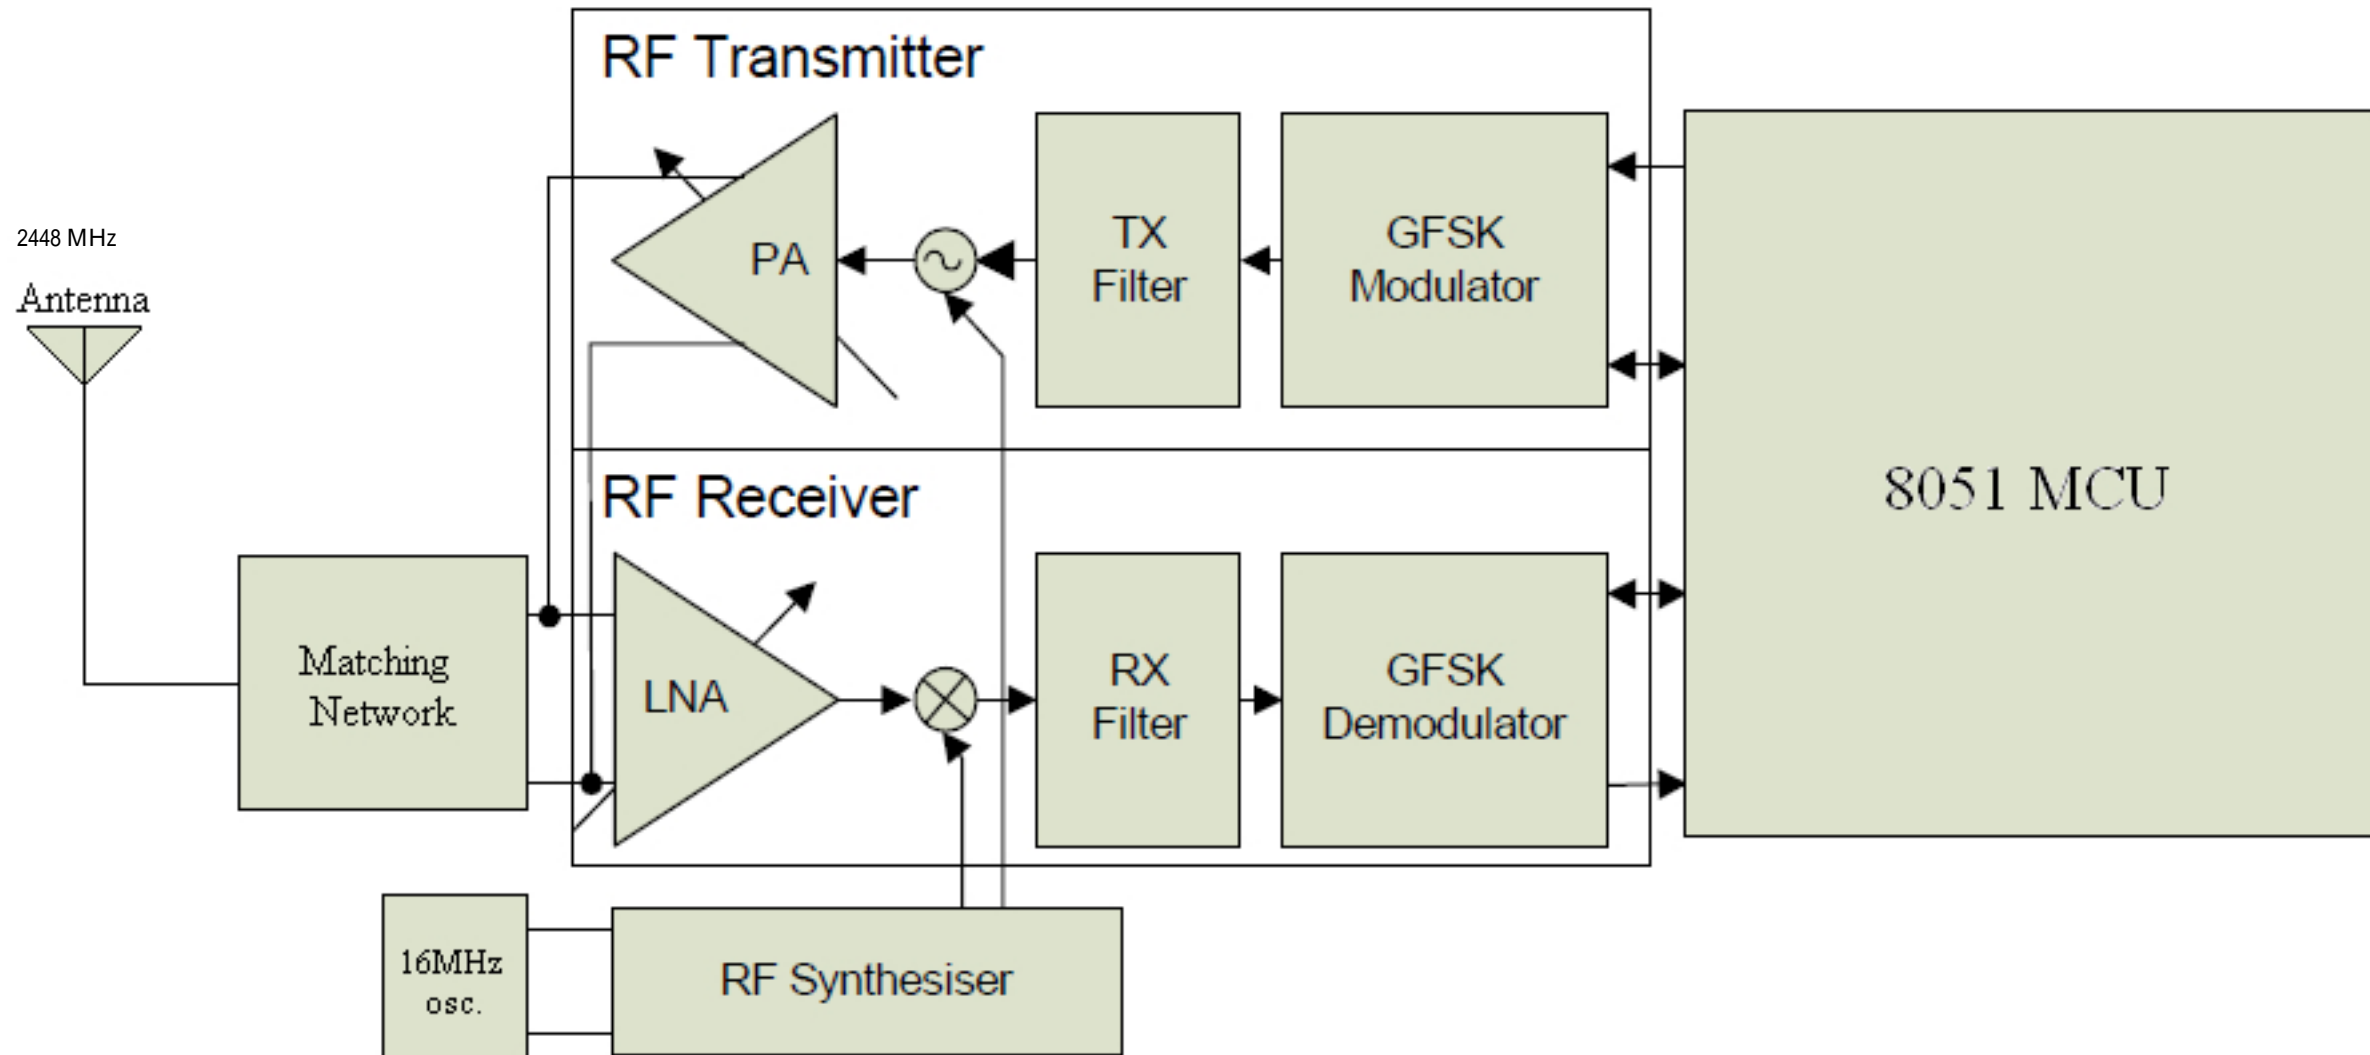 RF Transmitter
2448 MHz
Antenna
PA
TX
Filter
GFSK
Modulator
8051 MCU
RF Receiver
Matching
Network
LNA
RX
Filter
GFSK
Demodulator
16MHz
osc.
RF Synthesiser